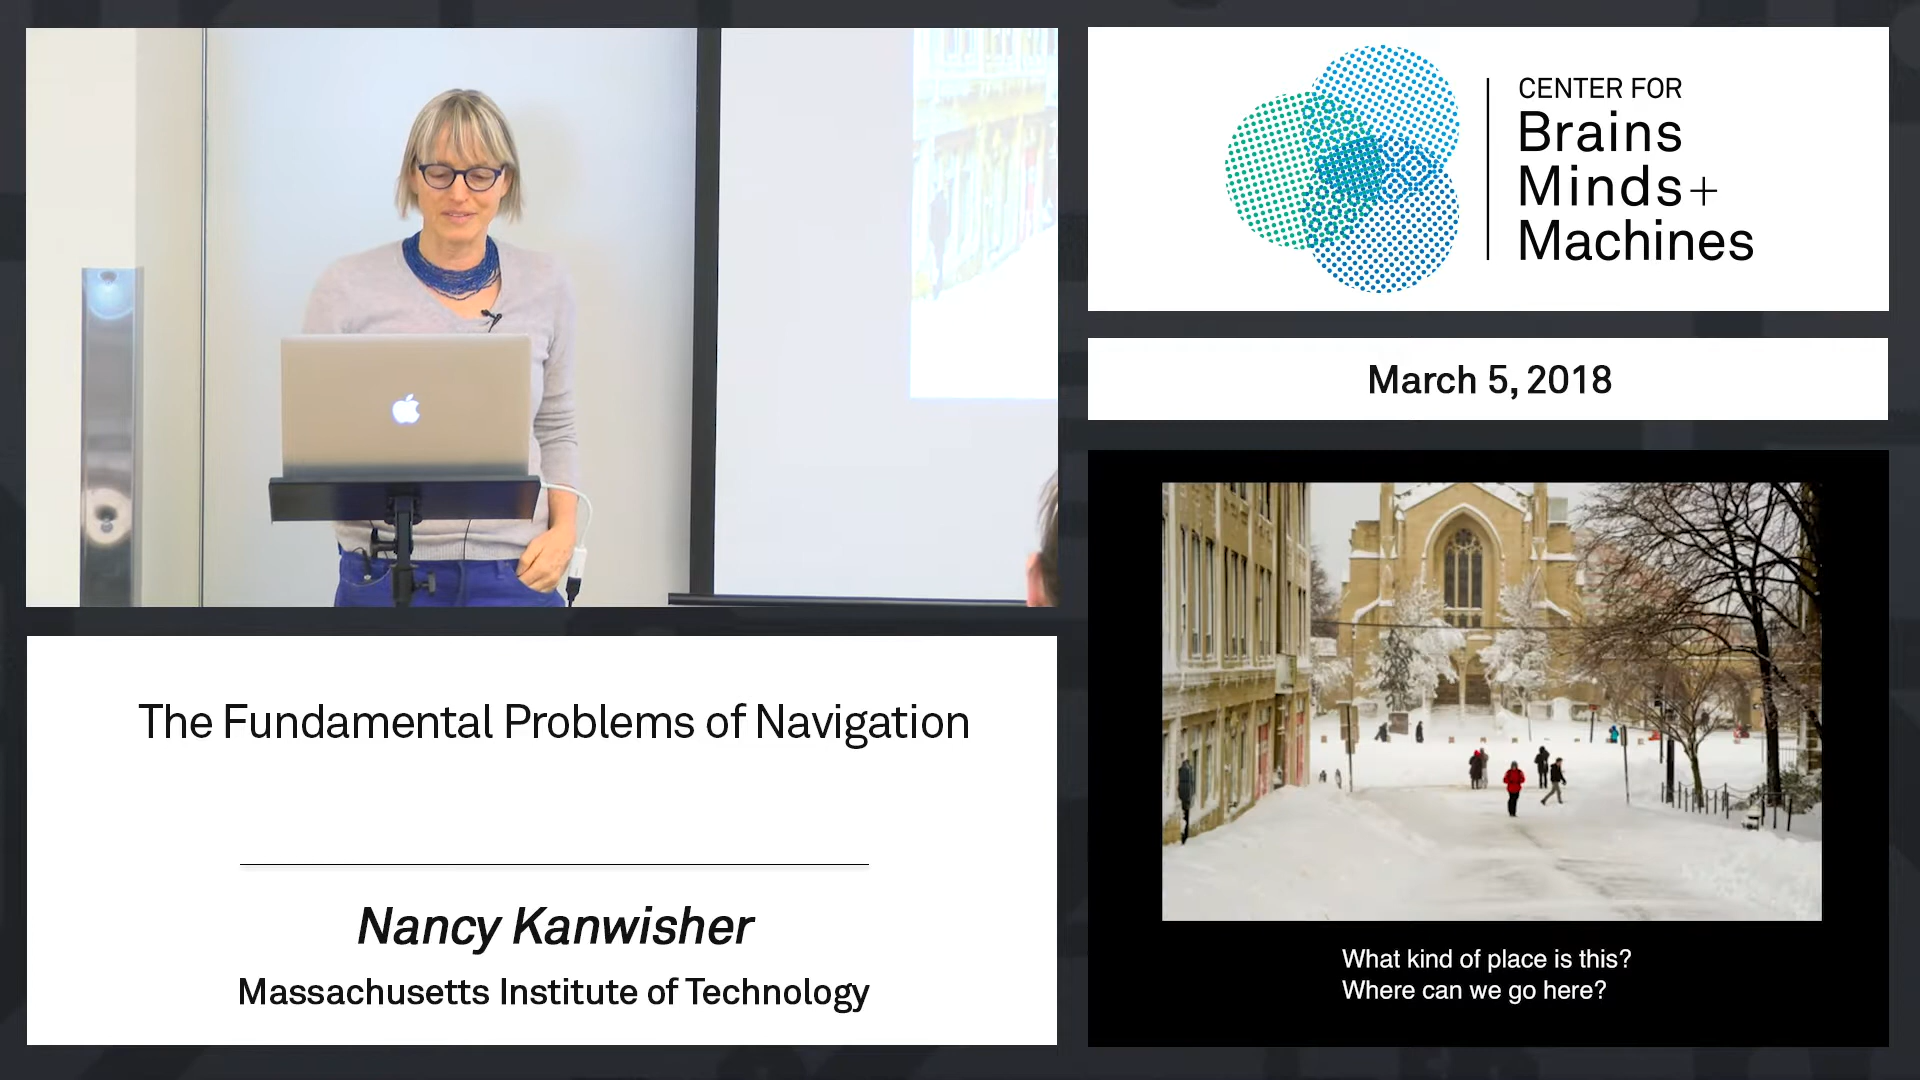 CENTER FOR
Brains
Minds+
Machines
March 5, 2018
The Fundamental Problems of Navigation
Nancy Kanwisher
Massachusetts Institute of Technology
What kind of place is this?
Where can we go here?